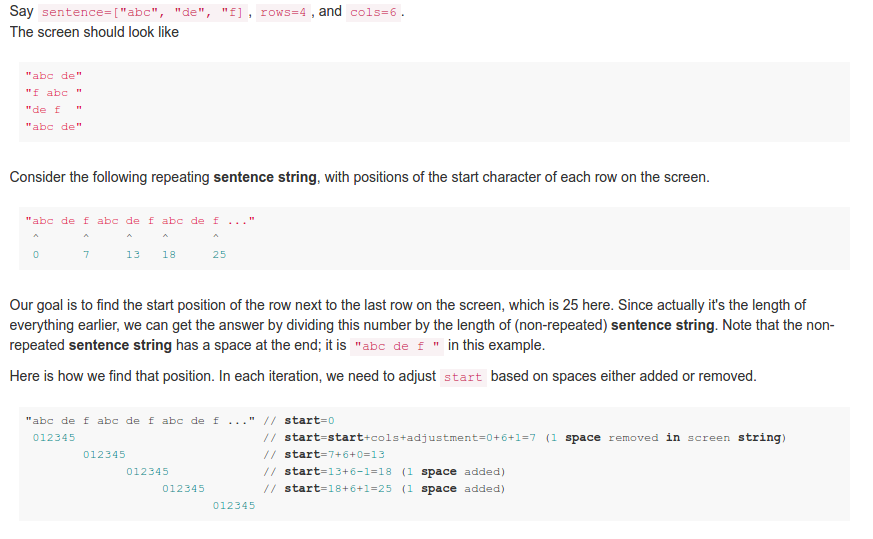 Say sentence=["abc", "de", "f] , rows=4 , and cols=6 .
The screen should look like
"abc de"
"f abc "
"de f  "
"abc de"
Consider the following repeating sentence string, with positions of the start character of each row on the screen.
"abc de f abc de f abc de f ..."
 ^      ^     ^    ^      ^
 0      7     13   18     25
Our goal is to find the start position of the row next to the last row on the screen, which is 25 here. Since actually it's the length of
everything earlier, we can get the answer by dividing this number by the length of (non-repeated) sentence string. Note that the non-
repeated sentence string has a space at the end; it is "abc de f " in this example.
Here is how we find that position. In each iteration, we need to adjust start based on spaces either added or removed.
"abc de f abc de f abc de f ..." // start=0
 012345                          // start=start+cols+adjustment=0+6+1=7 (1 space removed in screen string)
        012345                   // start=7+6+0=13
              012345             // start=13+6-1=18 (1 space added)
                   012345        // start=18+6+1=25 (1 space added)
                          012345